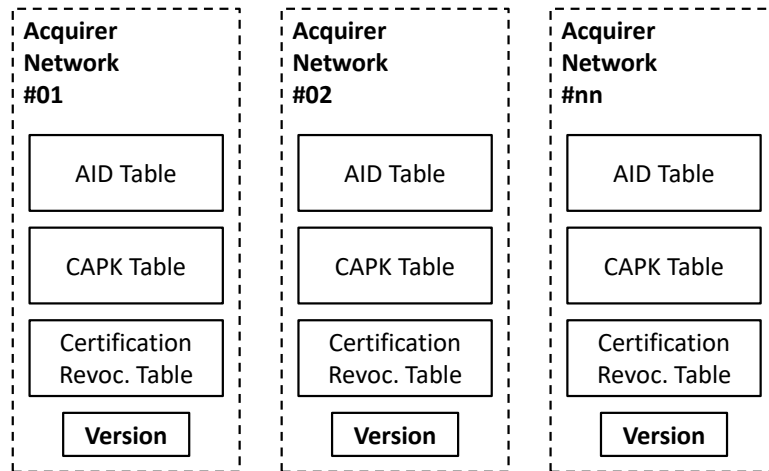 Acquirer
Network
#01
AID Table
CAPK Table
Certification
Revoc. Table
Version
Acquirer
Network
#02
AID Table
CAPK Table
Certification
Revoc. Table
Version
Acquirer
Network
#nn
AID Table
CAPK Table
Certification
Revoc. Table
Version